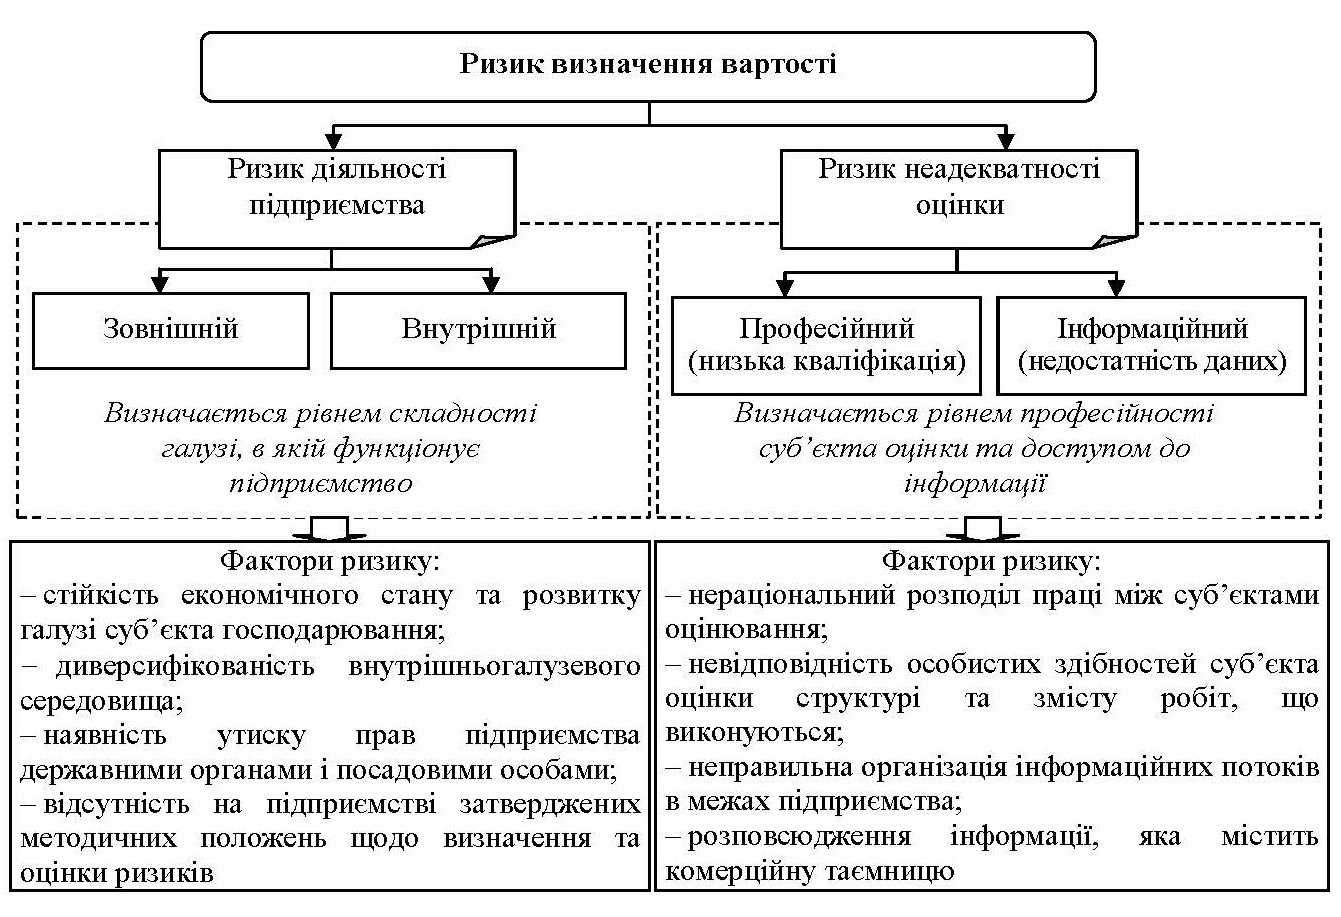 Ризик визначення вартості
Ризик діяльності
підприємства
Ризик неадекватності
оцінки
Зовнішній
Внутрішній
Професійний
(низька кваліфікація)
Інформаційний
(недостатність даних)
Визначається рівнем складності
галузі, в якій функціонує
підприємство
Визначається рівнем професійності
суб’єкта оцінки та доступом до
інформації
Фактори ризику:
– стійкість економічного стану та розвитку
галузі суб’єкта господарювання;
– диверсифікованість внутрішньогалузевого
середовища;
– наявність утиску прав підприємства
державними органами і посадовими особами;
– відсутність на підприємстві затверджених
методичних положень щодо визначення та
оцінки ризиків
Фактори ризику:
– нераціональний розподіл праці між суб’єктами
оцінювання;
– невідповідність особистих здібностей суб’єкта
оцінки структурі та змісту робіт, що
виконуються;
– неправильна організація інформаційних потоків
в межах підприємства;
– розповсюдження інформації, яка містить
комерційну таємницю